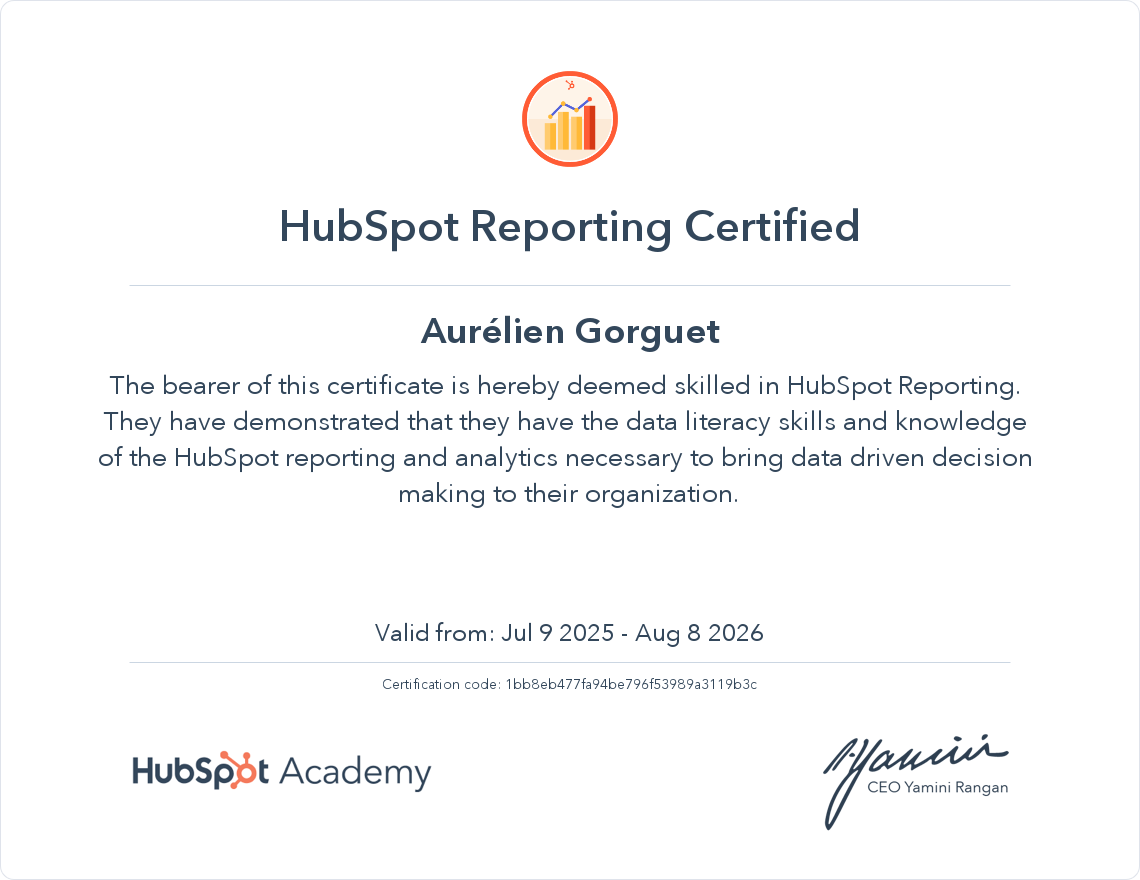 HubSpot Reporting Certified
Aurélien Gorguet
The bearer of this certificate is hereby deemed skilled in HubSpot Reporting.
They have demonstrated that they have the data literacy skills and knowledge
of the HubSpot reporting and analytics necessary to bring data driven decision
making to their organization.
Valid from: Jul 9 2025 - Aug 8 2026
Certification code: 1bb8eb477fa94be796f53989a3119b3c
HubSpot Academy
CEO Yamini Rangan